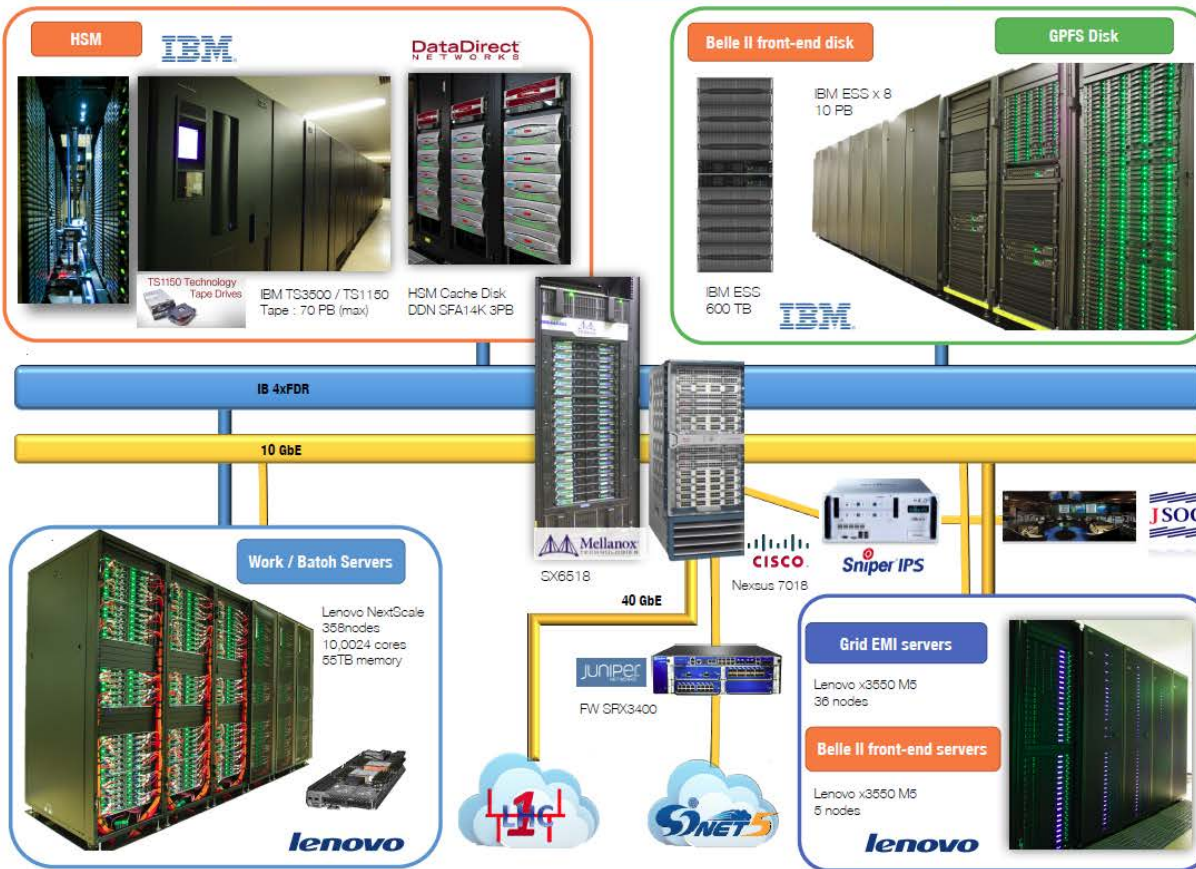 HSM
IBM
DataDirect
NETWORKS
Belle II front-end disk
GPFS Disk
IBM ESS x 8
10 PB
TS1150 Technology
Tape Drives
IBM TS3500 / TS1150
Tape : 70 PB (max)
HSM Cache Disk
DDN SFA14K 3PB
IBM ESS
600 TB
IBM
IB 4xFDR
10 GbE
Work / Batch Servers
Lenovo NextScale
358nodes
10,0024 cores
55TB memory
lenovo
Mellanox
TECHNOLOGIES
SX6518
CISCO
Nexsus 7018
Sniper IPS
JSOC
40 GbE
JUNIPER
NETWORKS
FW SRX3400
LHC
1
SINET5
Grid EMI servers
Lenovo x3550 M5
36 nodes
Belle II front-end servers
Lenovo x3550 M5
5 nodes
lenovo